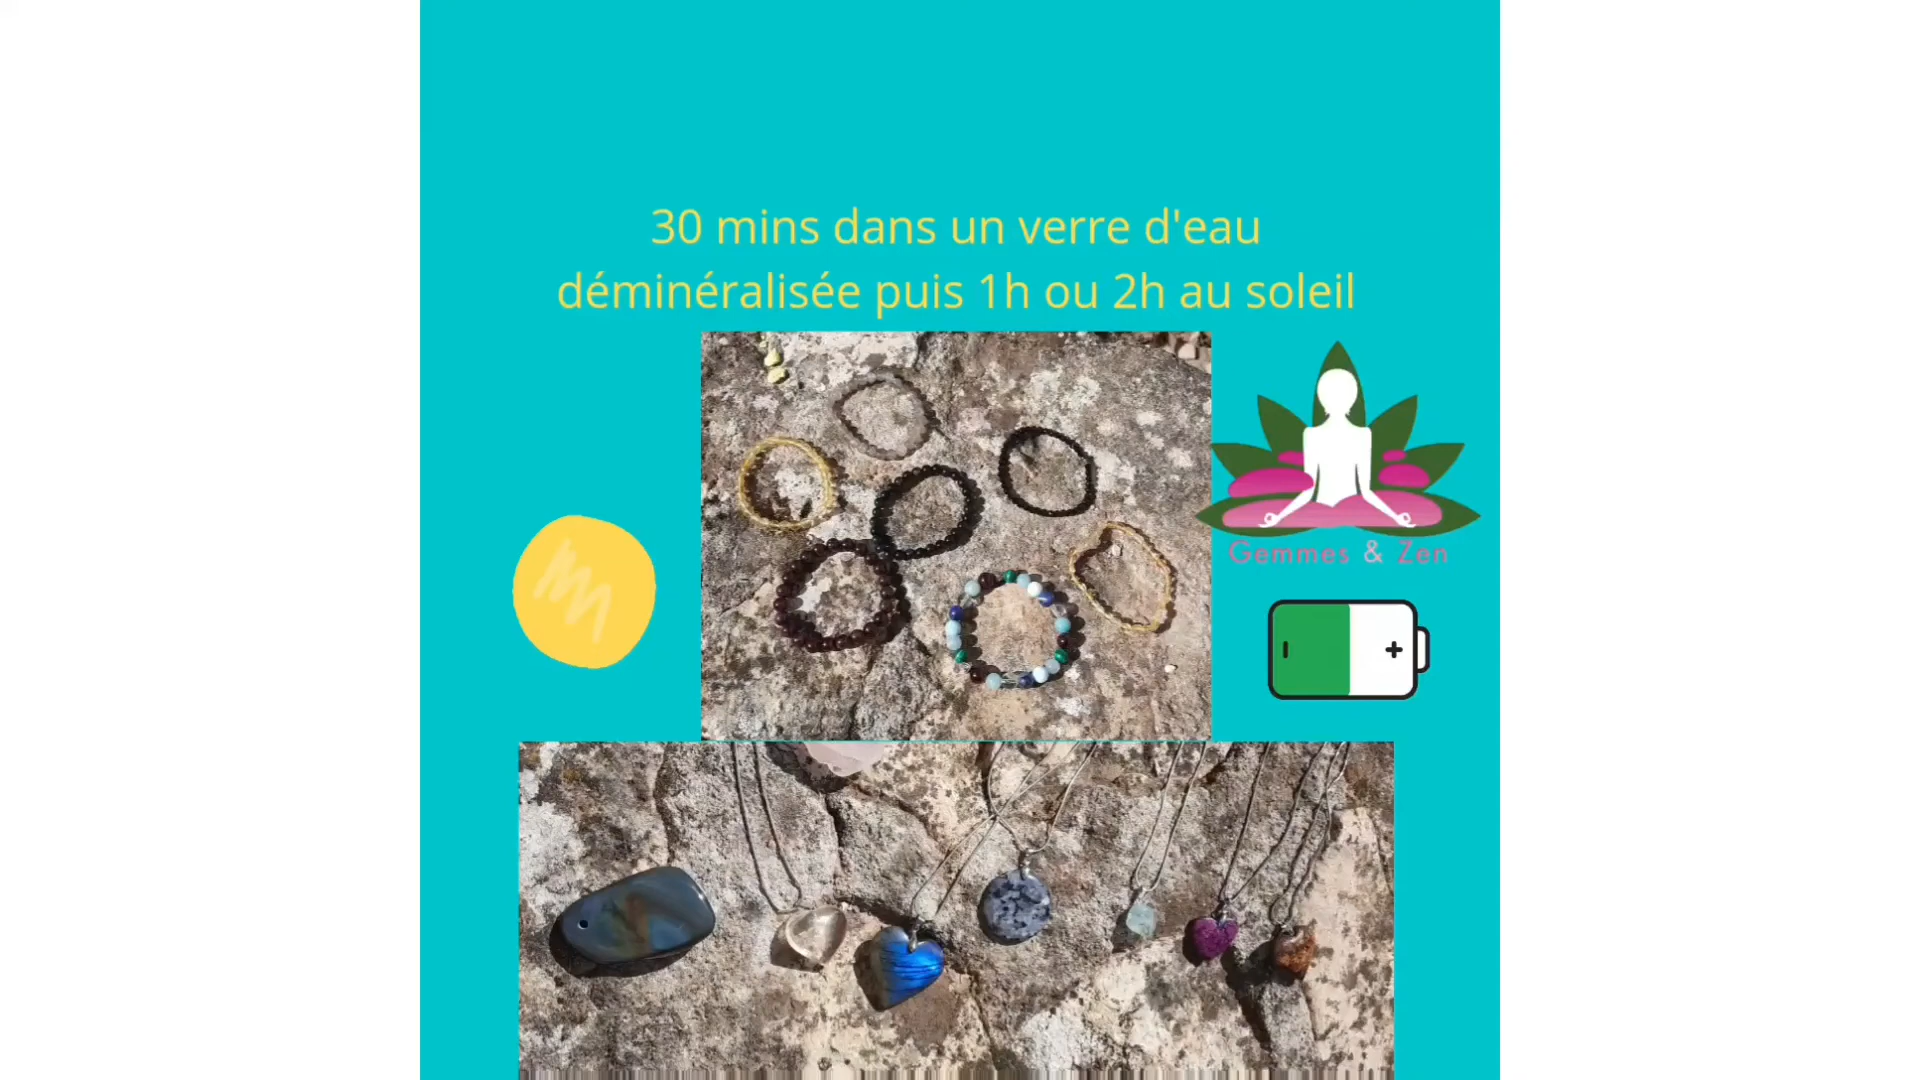 30 mins dans un verre d'eau
déminéralisée puis 1h ou 2h au soleil
Gemmes & Zen